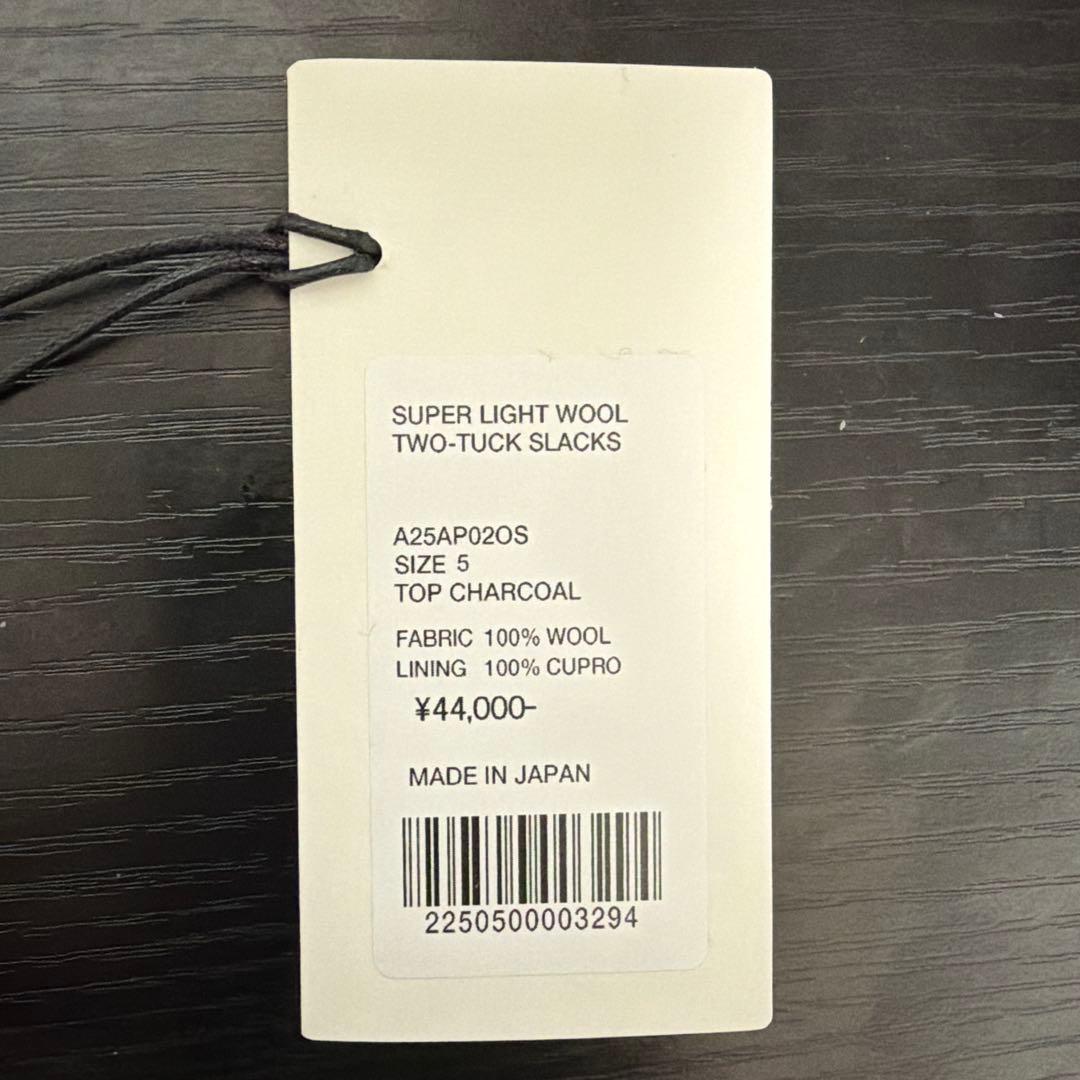 SUPER LIGHT WOOL
TWO-TUCK SLACKS
A25AP02OS
SIZE 5
TOP CHARCOAL
FABRIC 100% WOOL
LINING 100% CUPRO
¥44,000-
MADE IN JAPAN
2250500003294